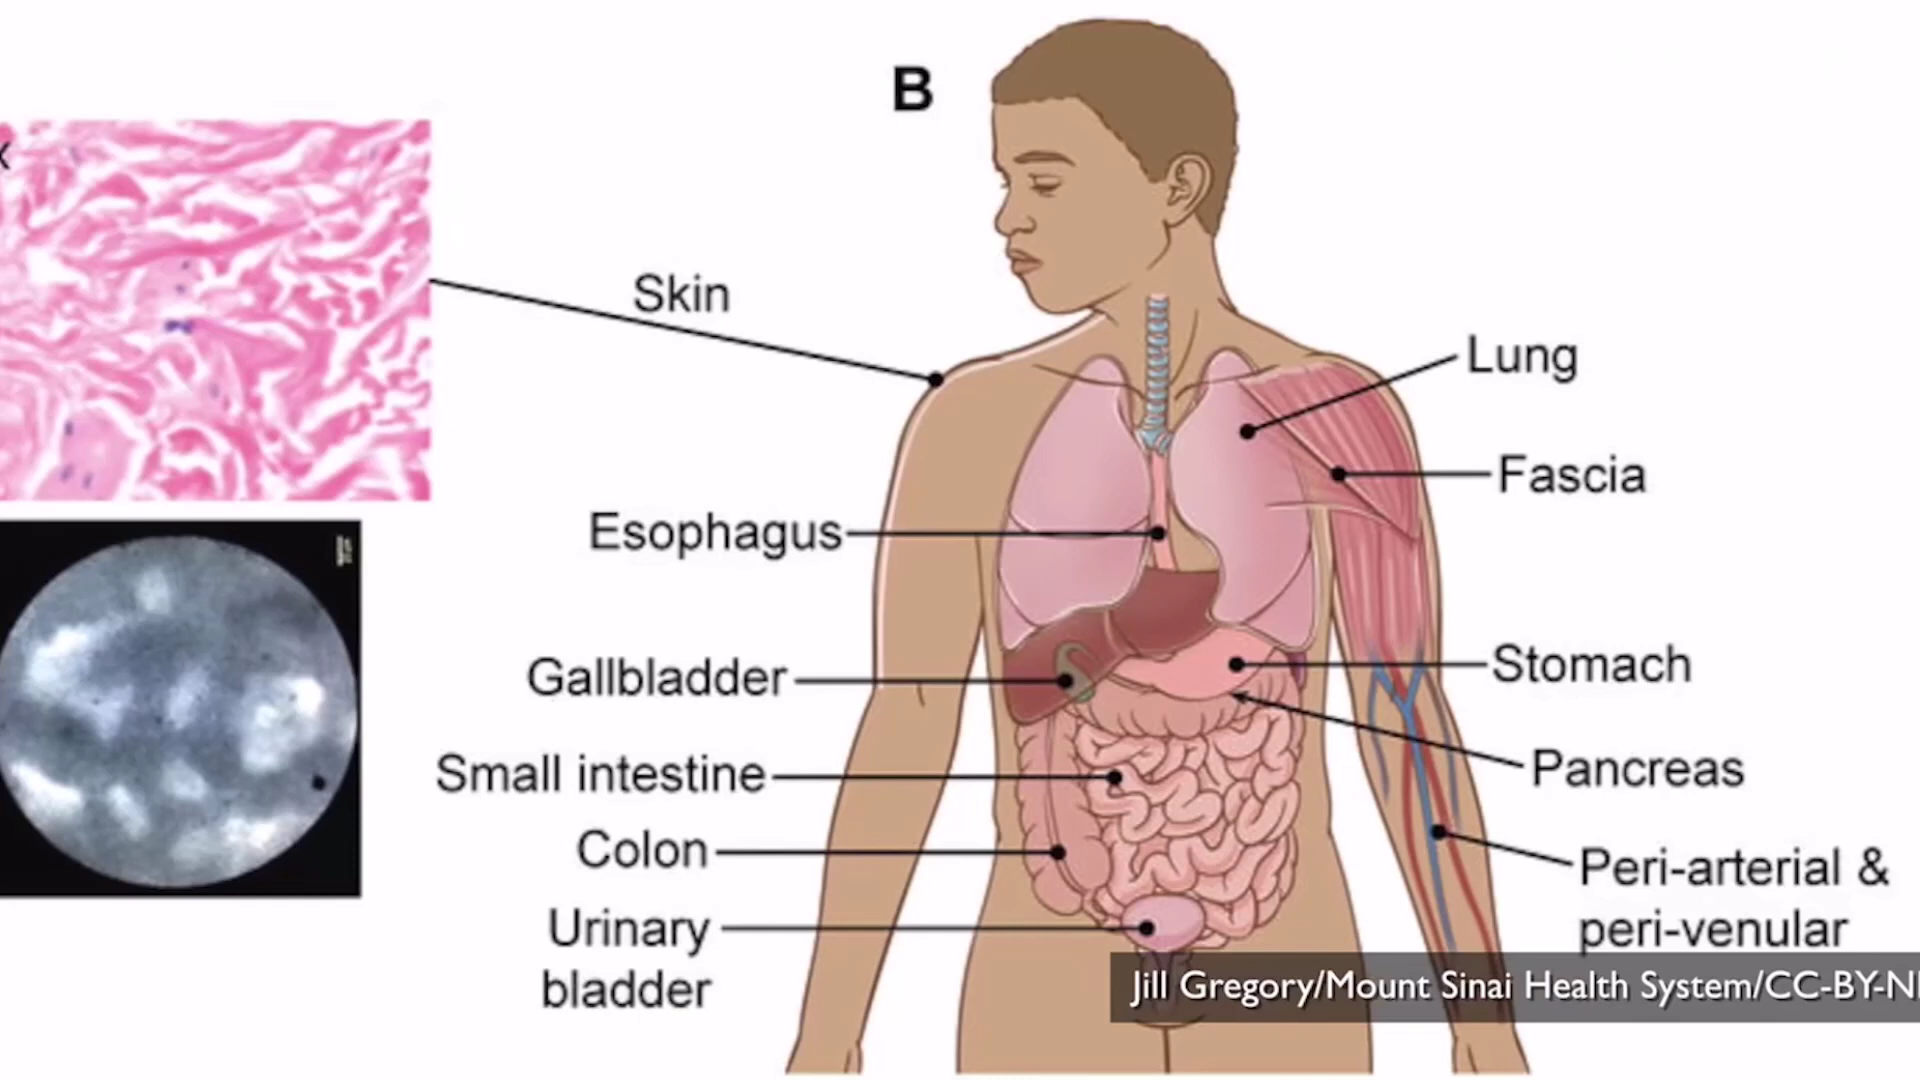 B
Skin
Lung
Fascia
Esophagus
Gallbladder
Stomach
Small intestine
Pancreas
Colon
Peri-arterial &
peri-venular
Urinary
bladder
Jill Gregory/Mount Sinai Health System/CC-BY-N